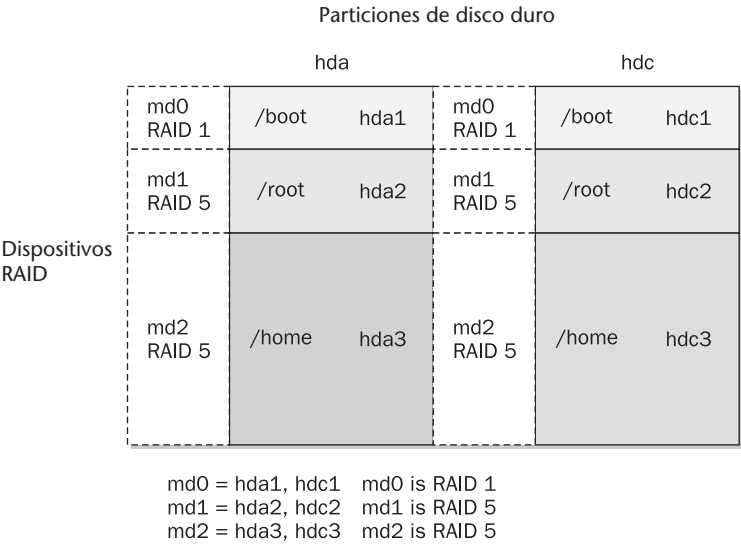 Particiones de disco duro
hda hdc
md0 /boot hda1 md0 /boot hdc1
RAID 1 RAID 1
md1 /root hda2 md1 /root hdc2
RAID 5 RAID 5
Dispositivos
RAID
md2 /home hda3 md2 /home hdc3
RAID 5 RAID 5
md0 = hda1, hdc1 md0 is RAID 1
md1 = hda2, hdc2 md1 is RAID 5
md2 = hda3, hdc3 md2 is RAID 5